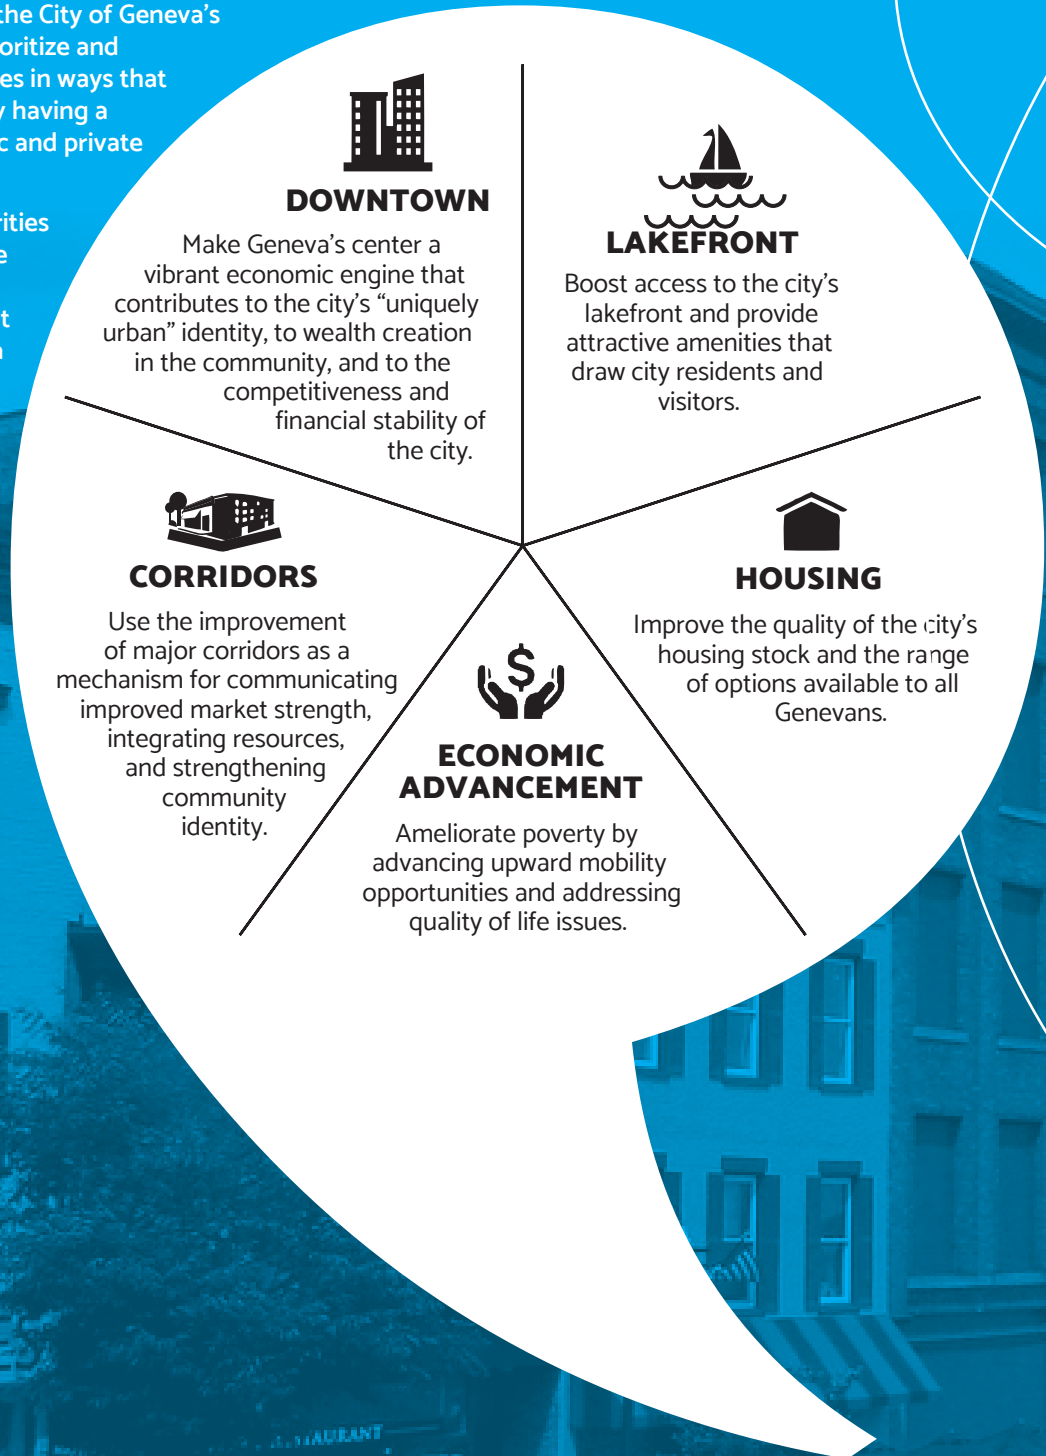 the City of Geneva’s
and
es in ways that
having a
and private
DOWNTOWN
Make Geneva’s center a
vibrant economic engine that
contributes to the city’s “uniquely
urban” identity, to wealth creation
in the community, and to the
competitiveness and
financial stability of
the city.
LAKEFRONT
Boost access to the city’s
lakefront and provide
attractive amenities that
draw city residents and
visitors.
CORRIDORS
Use the improvement
of major corridors as a
mechanism for communicating
improved market strength,
integrating resources,
and strengthening
community
identity.
HOUSING
Improve the quality of the city’s
housing stock and the range
of options available to all
Genevans.
ECONOMIC
ADVANCEMENT
Ameliorate poverty by
advancing upward mobility
opportunities and addressing
quality of life issues.